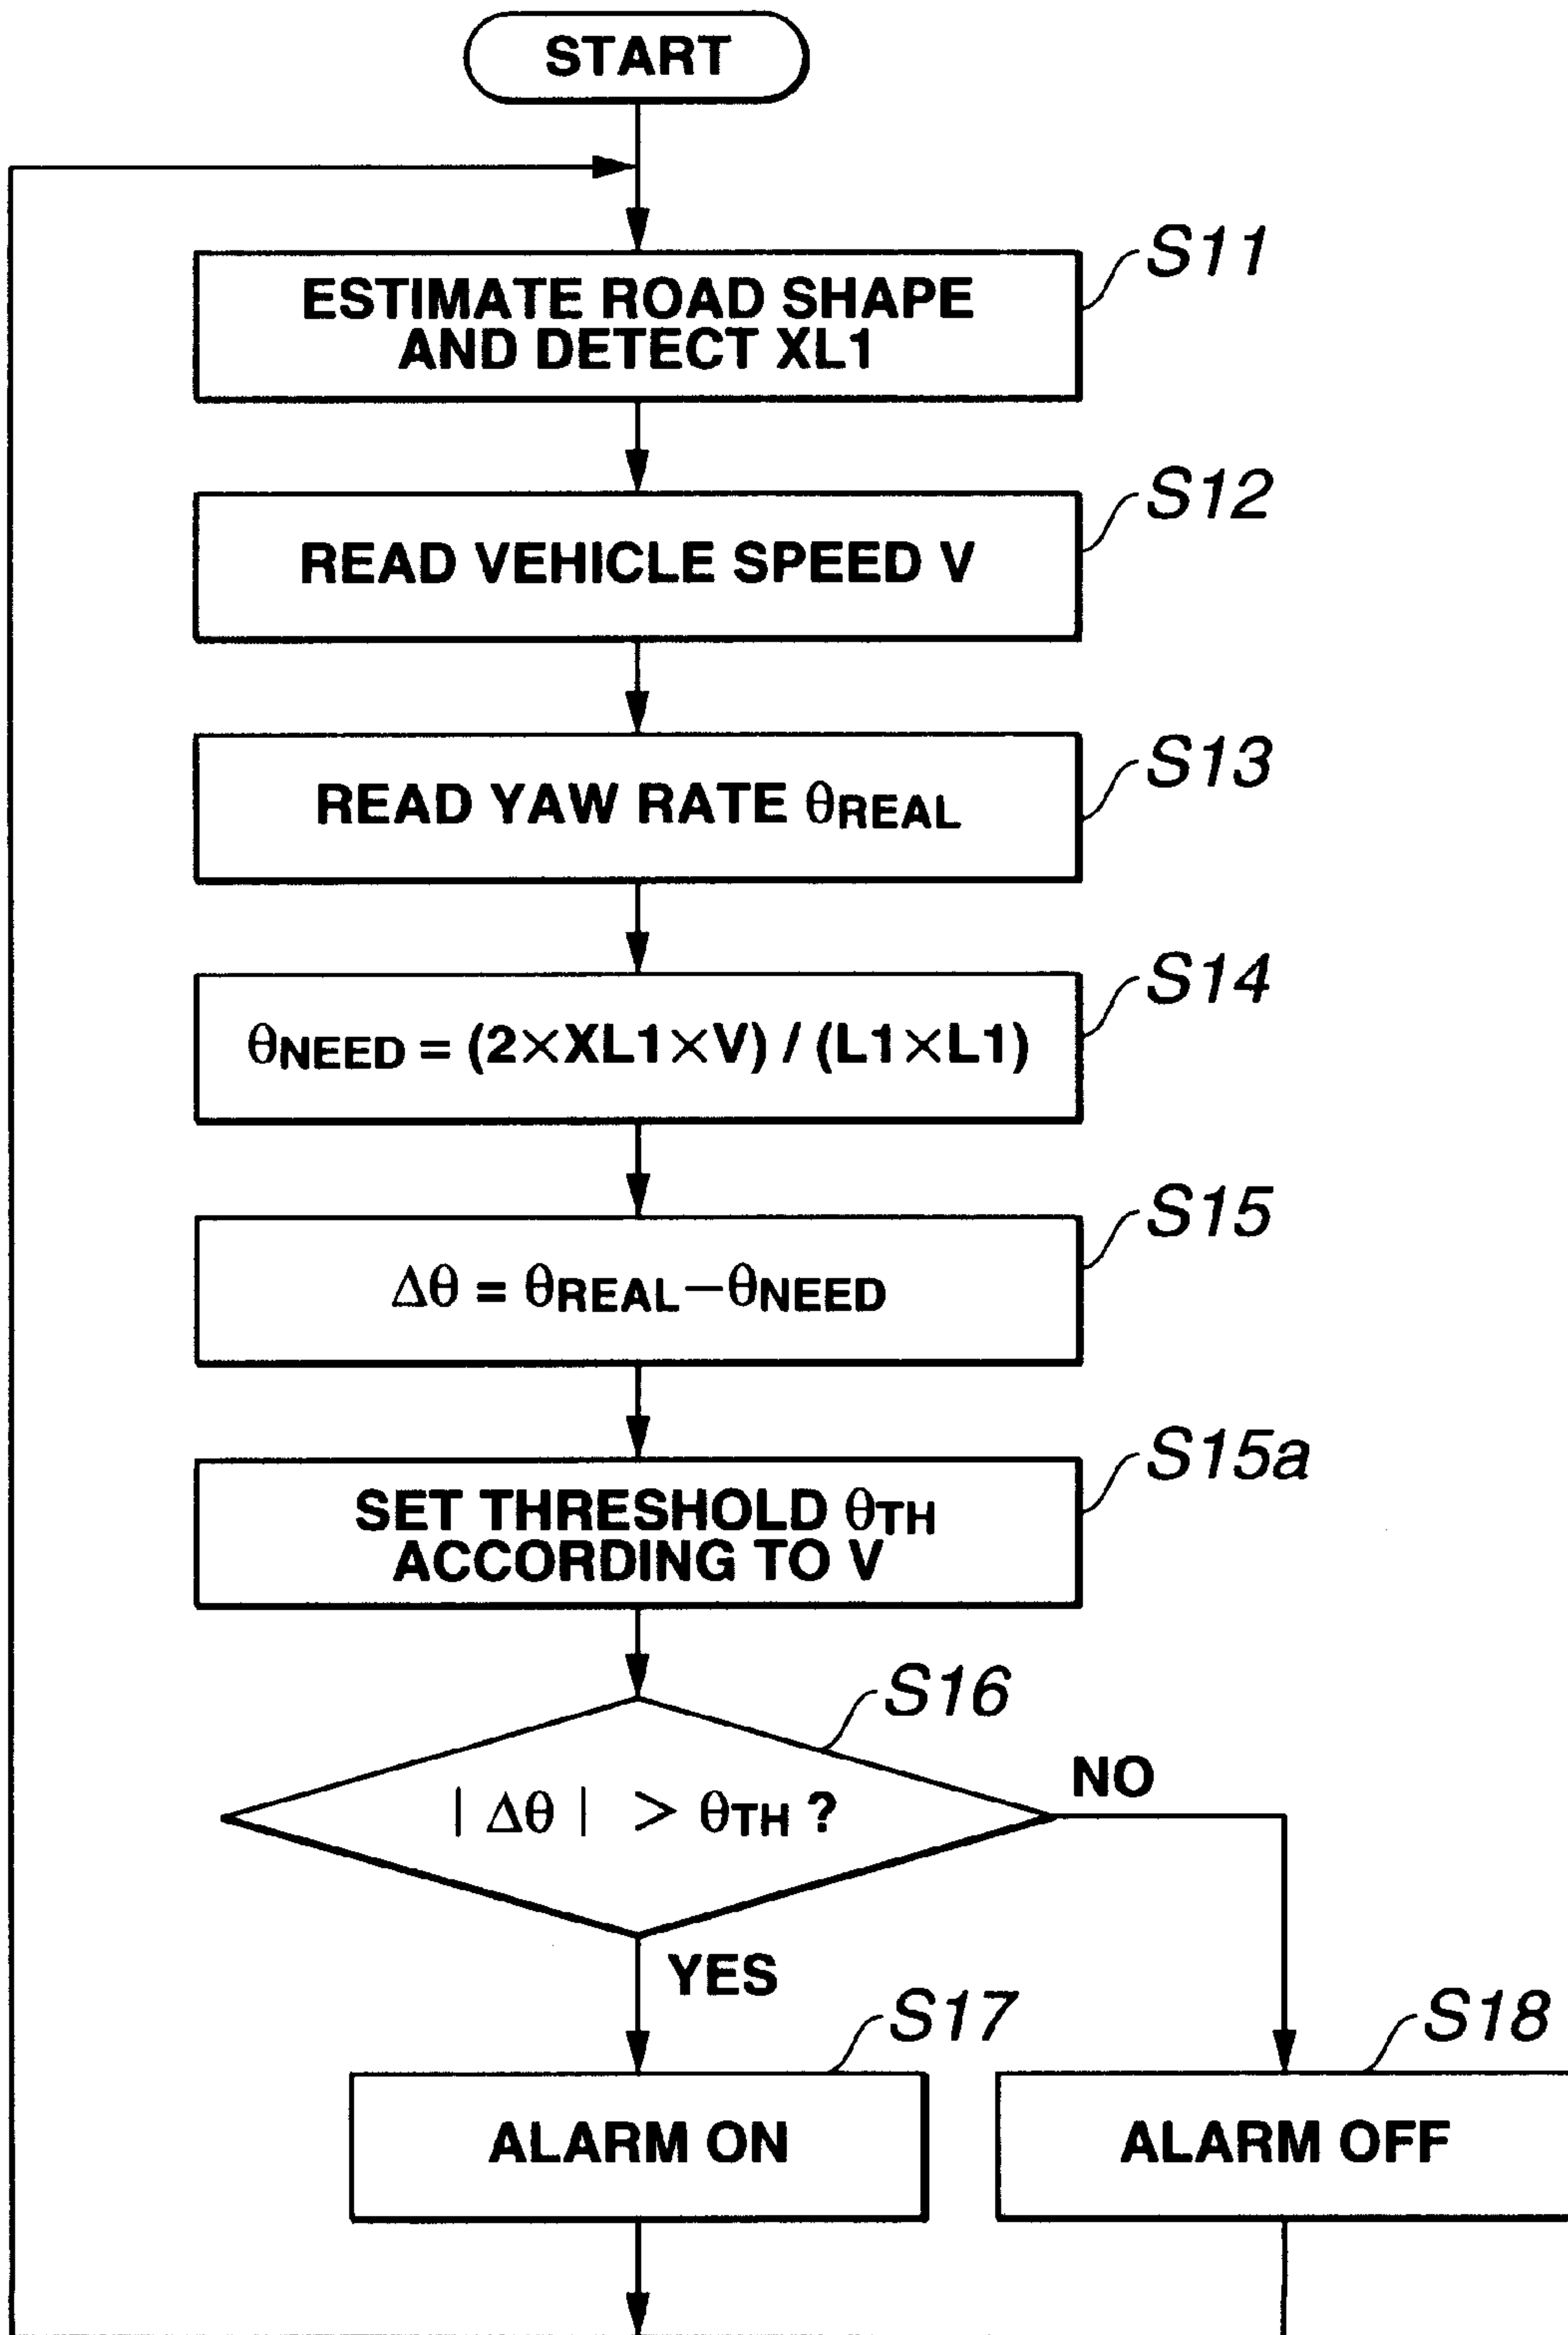 START
S11
ESTIMATE ROAD SHAPE
AND DETECT XL1
S12
READ VEHICLE SPEED V
S13
READ YAW RATE θREAL
S14
θNEED = (2×XL1×V) / (L1×L1)
S15
Δθ = θREAL−θNEED
S15a
SET THRESHOLD θTH
ACCORDING TO V
S16
| Δθ | > θTH ?
NO
YES
S17
S18
ALARM ON
ALARM OFF